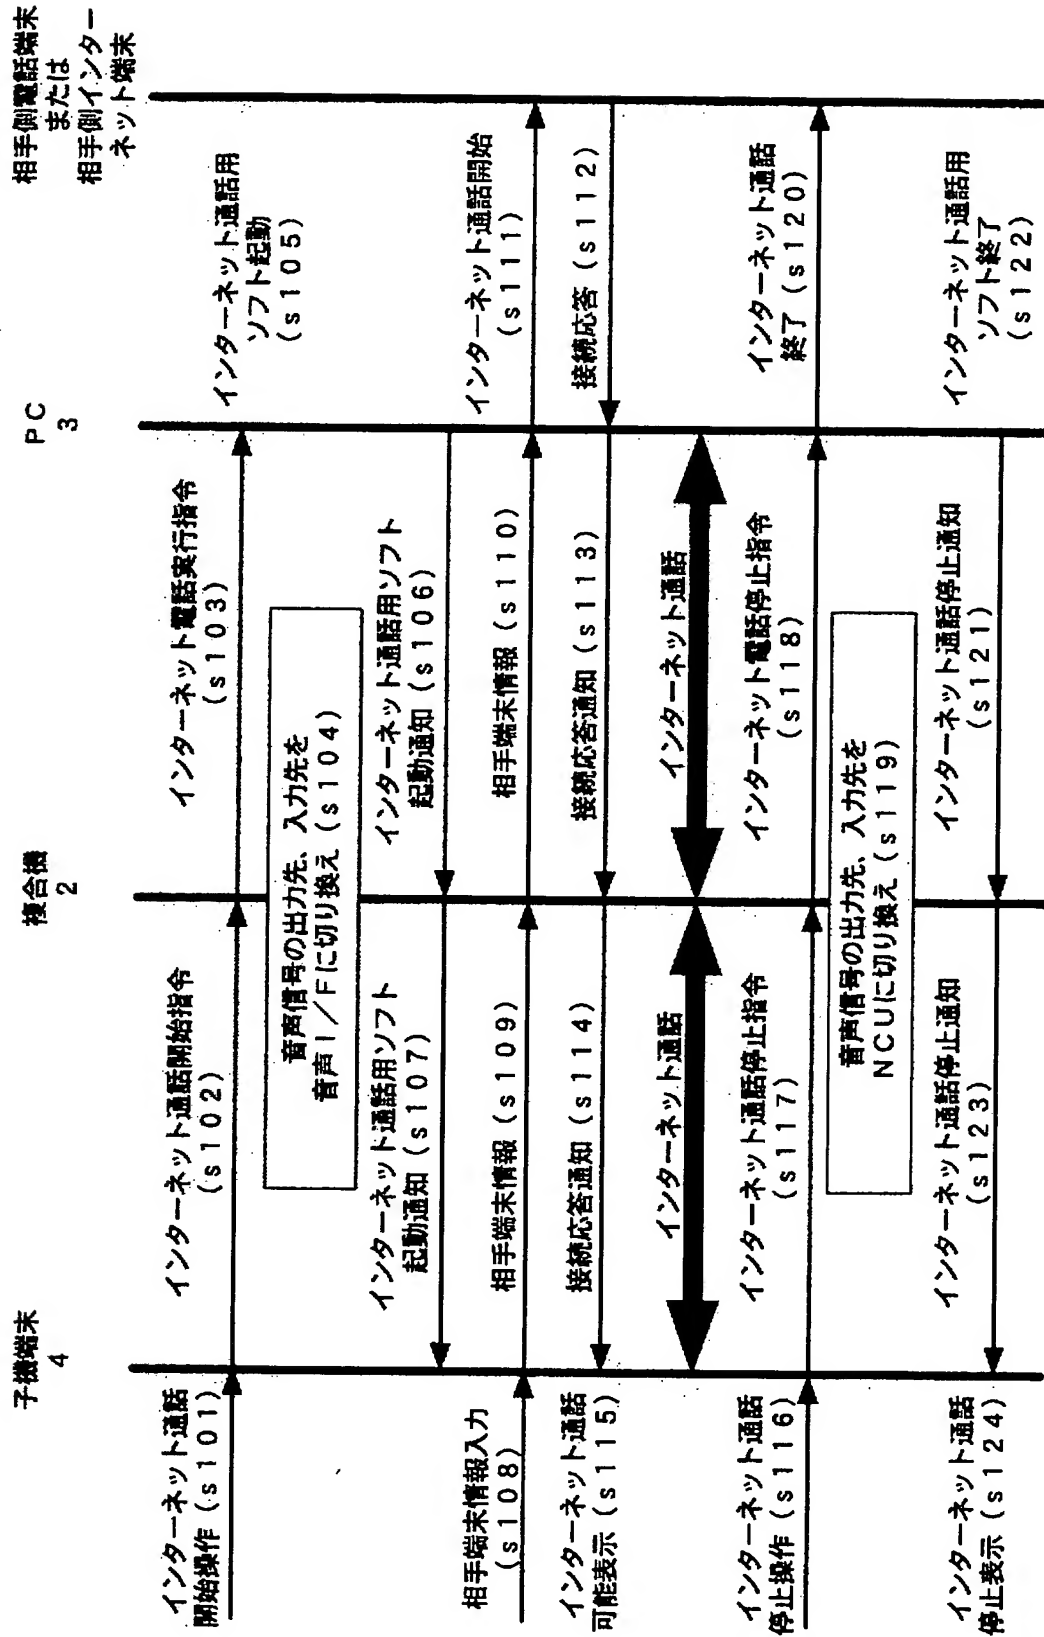 子機端末
4
複合機
2
PC
3
相手側電話端末
または
相手側インター
ネット端末
インターネット通話
開始操作（s101）
インターネット通話開始指令
（s102）
インターネット電話実行指令
（s103）
インターネット通話用
ソフト起動
（s105）
音声信号の出力先、入力先を
音声I／Fに切り換え（s104）
インターネット通話用ソフト
起動通知（s107）
インターネット通話用ソフト
起動通知（s106）
相手端末情報入力
（s108）
相手端末情報（s109）
相手端末情報（s110）
インターネット通話開始
（s111）
インターネット通話
可能表示（s115）
接続応答通知（s114）
接続応答通知（s113）
接続応答（s112）
インターネット通話
インターネット通話
インターネット通話
停止操作（s116）
インターネット通話停止指令
（s117）
インターネット電話停止指令
（s118）
インターネット通話
終了（s120）
音声信号の出力先、入力先を
NCUに切り換え（s119）
インターネット通話
停止表示（s124）
インターネット通話停止通知
（s123）
インターネット通話停止通知
（s121）
インターネット通話用
ソフト終了
（s122）